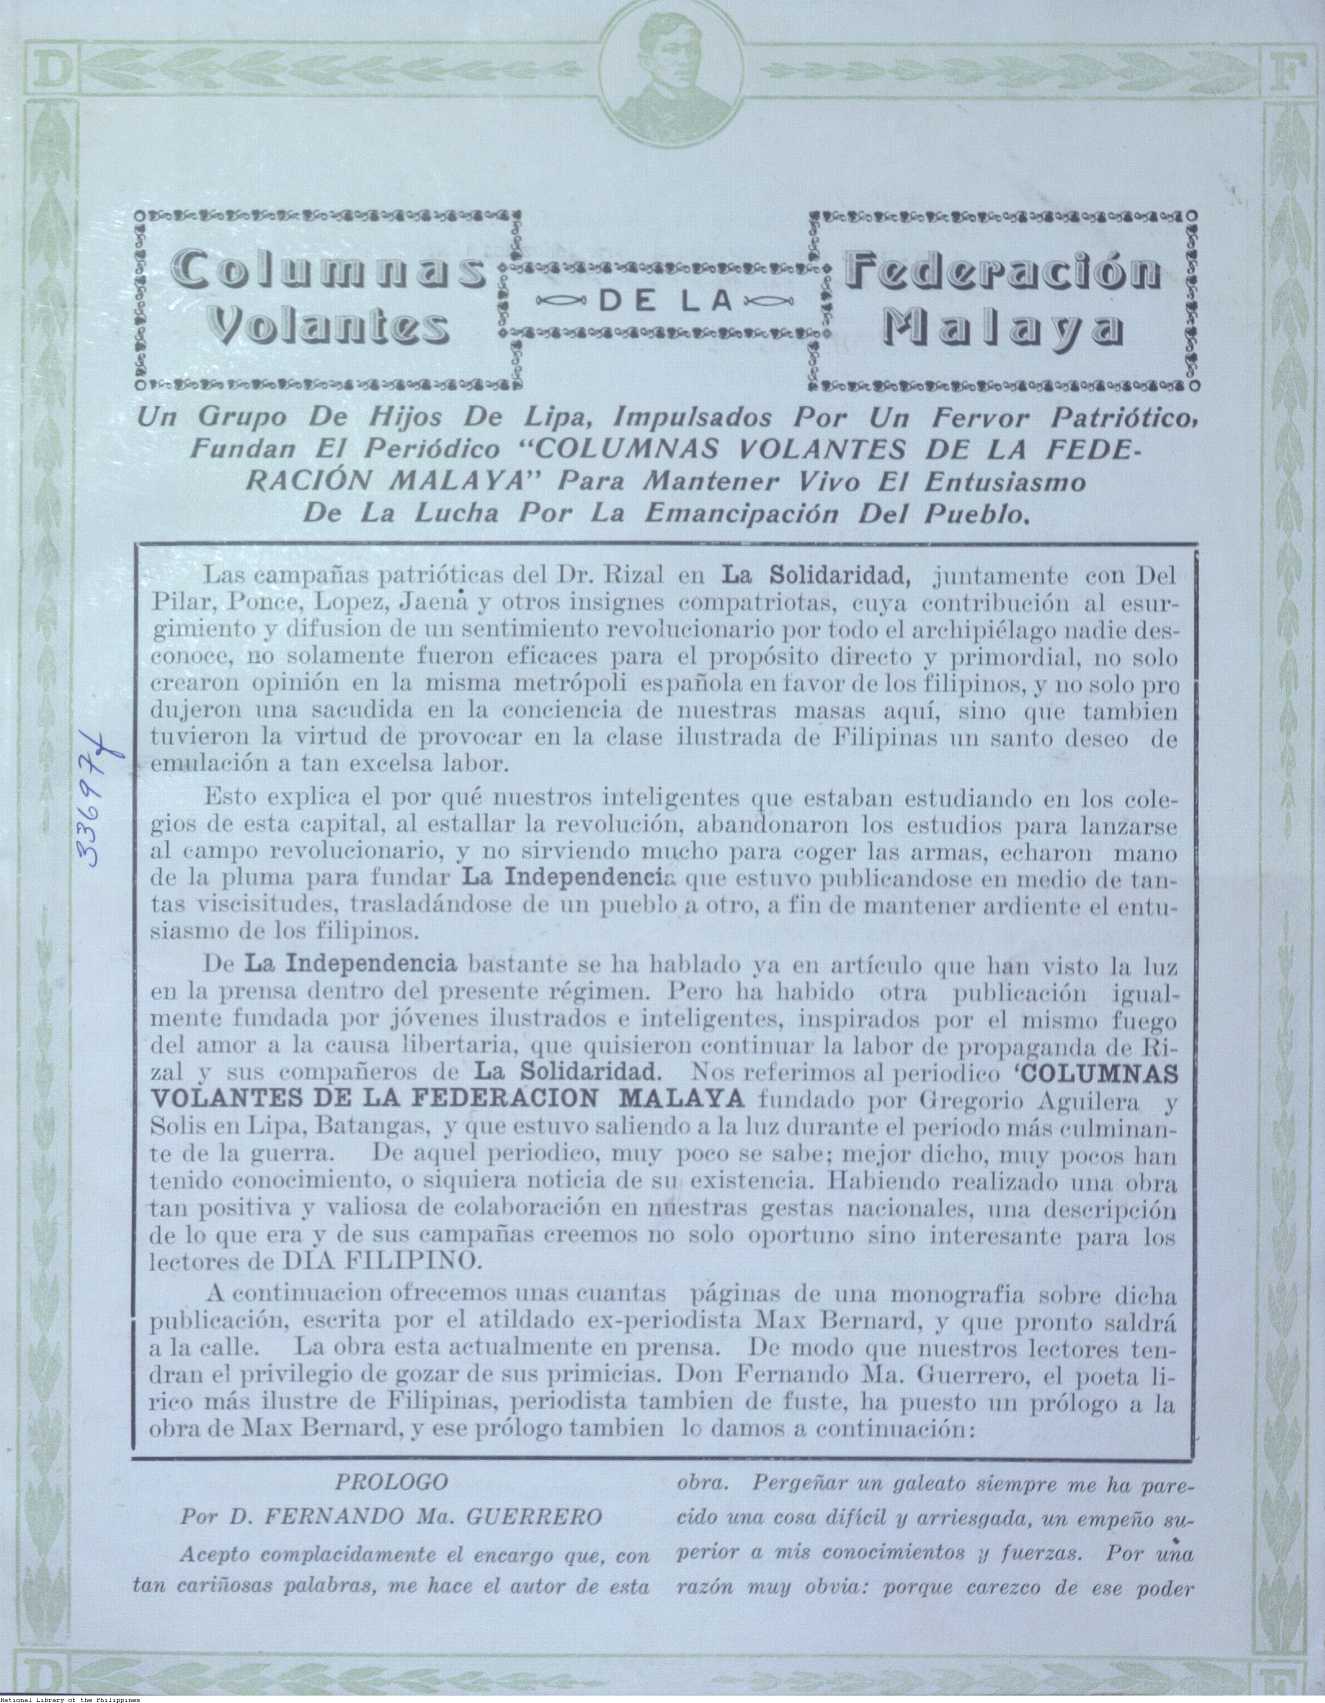 D
F
Columnas
Volantes
DE LA
Federación
Malaya
Un Grupo De Hijos De Lipa, Impulsados Por Un Fervor Patriótico,
Fundan El Periódico “COLUMNAS VOLANTES DE LA FEDE-
RACIÓN MALAYA” Para Mantener Vivo El Entusiasmo
De La Lucha Por La Emancipación Del Pueblo.
Las campañas patrióticas del Dr. Rizal en La Solidaridad, juntamente con Del
Pilar, Ponce, Lopez, Jaena y otros insignes compatriotas, cuya contribución al esur-
gimiento y difusion de un sentimiento revolucionario por todo el archipiélago nadie des-
conoce, no solamente fueron eficaces para el propósito directo y primordial, no solo
crearon opinión en la misma metrópoli española en favor de los filipinos, y no solo pro
dujeron una sacudida en la conciencia de nuestras masas aquí, sino que tambien
tuvieron la virtud de provocar en la clase ilustrada de Filipinas un santo deseo de
emulación a tan excelsa labor.
Esto explica el por qué nuestros inteligentes que estaban estudiando en los cole-
gios de esta capital, al estallar la revolución, abandonaron los estudios para lanzarse
al campo revolucionario, y no sirviendo mucho para coger las armas, echaron mano
de la pluma para fundar La Independencia que estuvo publicandose en medio de tan-
tas viscisitudes, trasladándose de un pueblo a otro, a fin de mantener ardiente el entu-
siasmo de los filipinos.
De La Independencia bastante se ha hablado ya en artículo que han visto la luz
en la prensa dentro del presente régimen. Pero ha habido otra publicación igual-
mente fundada por jóvenes ilustrados e inteligentes, inspirados por el mismo fuego
del amor a la causa libertaria, que quisieron continuar la labor de propaganda de Ri-
zal y sus compañeros de La Solidaridad. Nos referimos al periodico ‘COLUMNAS
VOLANTES DE LA FEDERACION MALAYA fundado por Gregorio Aguilera y
Solis en Lipa, Batangas, y que estuvo saliendo a la luz durante el periodo más culminan-
te de la guerra. De aquel periodico, muy poco se sabe; mejor dicho, muy pocos han
tenido conocimiento, o siquiera noticia de su existencia. Habiendo realizado una obra
tan positiva y valiosa de colaboración en nuestras gestas nacionales, una descripción
de lo que era y de sus campañas creemos no solo oportuno sino interesante para los
lectores de DIA FILIPINO.
A continuacion ofrecemos unas cuantas páginas de una monografia sobre dicha
publicación, escrita por el atildado ex-periodista Max Bernard, y que pronto saldrá
a la calle. La obra esta actualmente en prensa. De modo que nuestros lectores ten-
dran el privilegio de gozar de sus primicias. Don Fernando Ma. Guerrero, el poeta li-
rico más ilustre de Filipinas, periodista tambien de fuste, ha puesto un prólogo a la
obra de Max Bernard, y ese prólogo tambien lo damos a continuación:
33697f
PROLOGO
Por D. FERNANDO Ma. GUERRERO
Acepto complacidamente el encargo que, con
tan cariñosas palabras, me hace el autor de esta
obra. Pergeñar un galeato siempre me ha pare-
cido una cosa difícil y arriesgada, un empeño su-
perior a mis conocimientos y fuerzas. Por una
razón muy obvia: porque carezco de ese poder
D
F
National Library of the Philippines